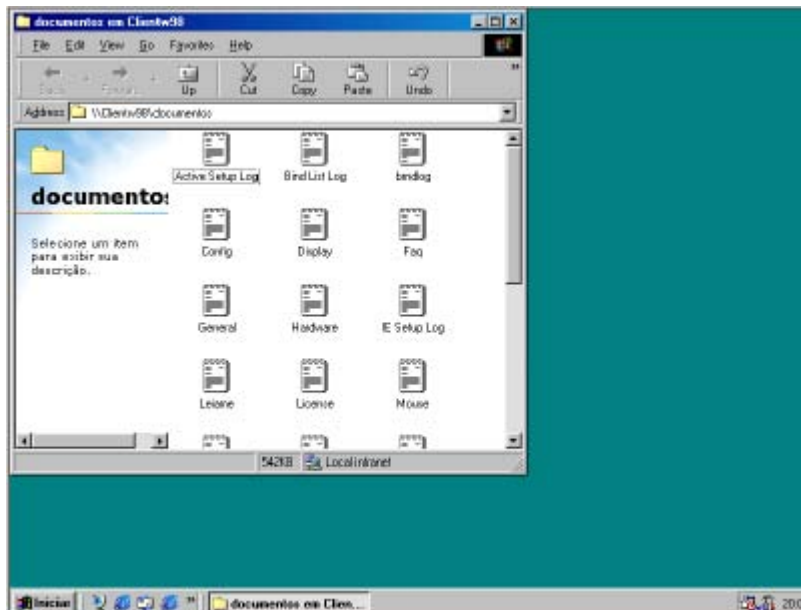 documentos em Clientw98
File Edit View Go Favorites Help
Up Cut Copy Paste Undo
Address \\Clientw98\documentos
documentos
Selecione um item
para exibir sua
descrição.
Active Setup Log Bind List Log
Config Display Faq
General Hardware IE Setup Log
Leiame License Mouse
542KB Local intranet
Iniciar documentos em Clien...